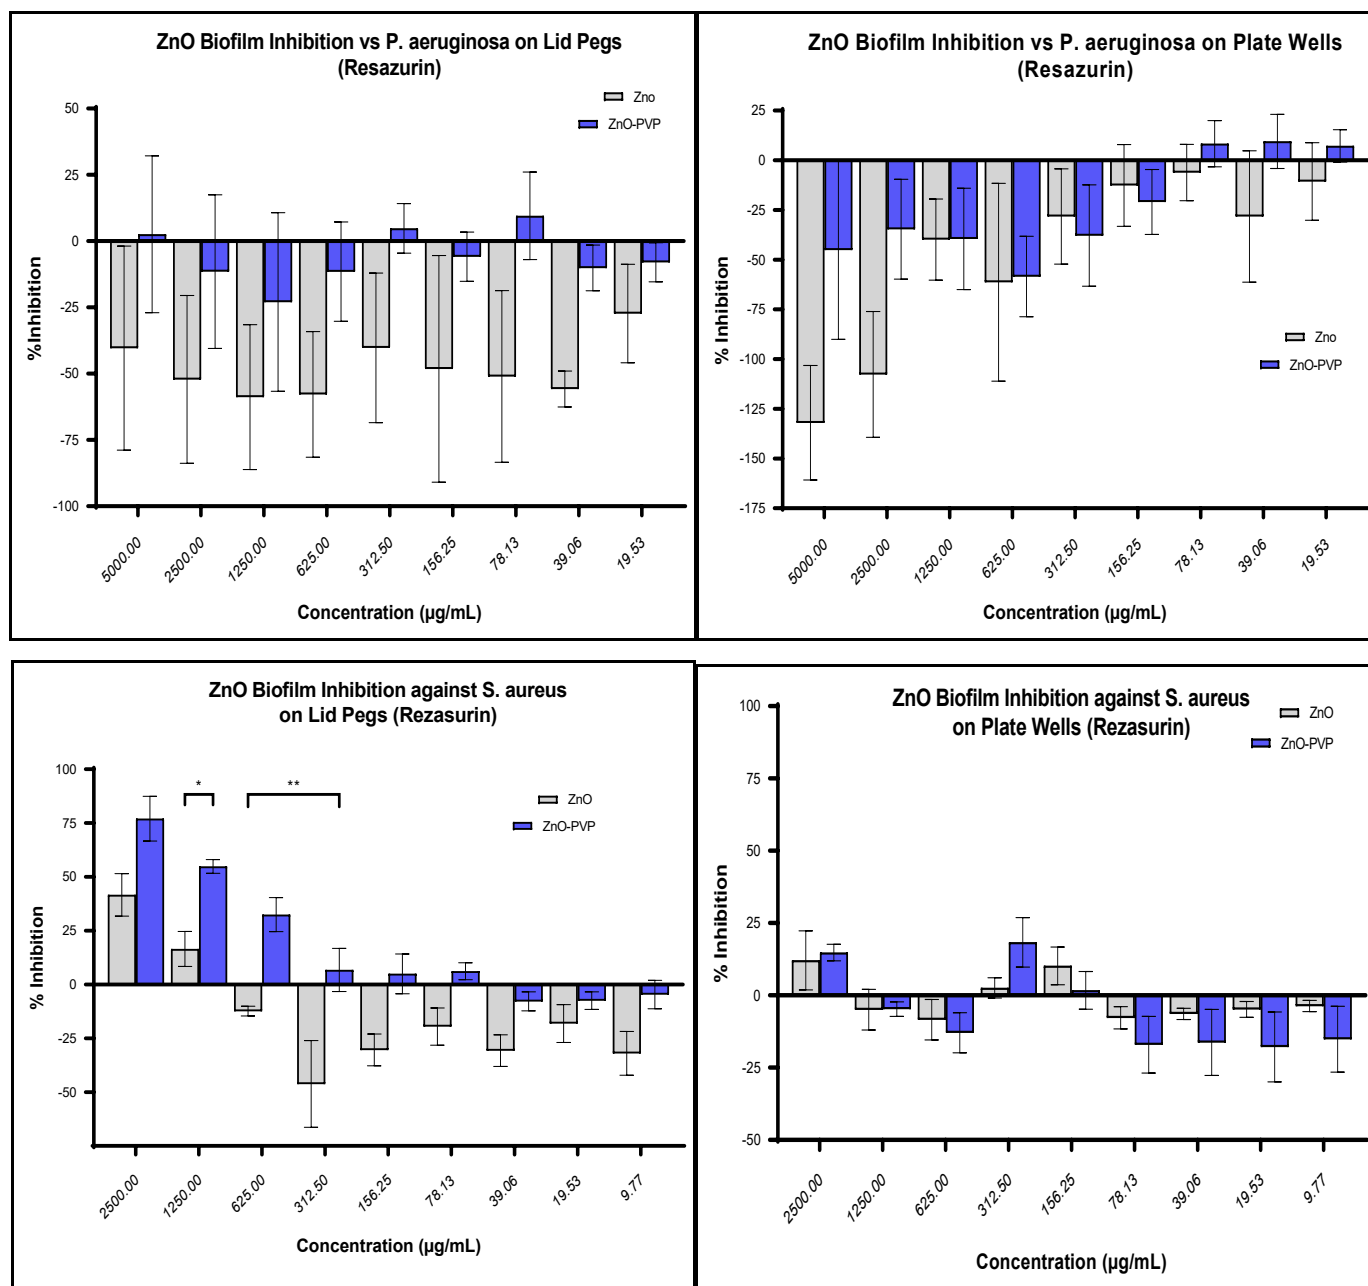 ZnO Biofilm Inhibition vs P. aeruginosa on Lid Pegs
(Resazurin)
Zno
ZnO-PVP
50
25
0
-25
-50
-75
-100
%Inhibition
5000.00
2500.00
1250.00
625.00
312.50
156.25
78.13
39.06
19.53
Concentration (µg/mL)
ZnO Biofilm Inhibition vs P. aeruginosa on Plate Wells
(Resazurin)
25
0
-25
-50
-75
-100
-125
-150
-175
% Inhibition
Zno
ZnO-PVP
5000.00
2500.00
1250.00
625.00
312.50
156.25
78.13
39.06
19.53
Concentration (µg/mL)
ZnO Biofilm Inhibition against S. aureus
on Lid Pegs (Rezasurin)
100
75
50
25
0
-25
-50
% Inhibition
*
**
ZnO
ZnO-PVP
2500.00
1250.00
625.00
312.50
156.25
78.13
39.06
19.53
9.77
Concentration (µg/mL)
ZnO Biofilm Inhibition against S. aureus
on Plate Wells (Rezasurin)
ZnO
ZnO-PVP
100
75
50
25
0
-25
-50
% Inhibition
2500.00
1250.00
625.00
312.50
156.25
78.13
39.06
19.53
9.77
Concentration (µg/mL)